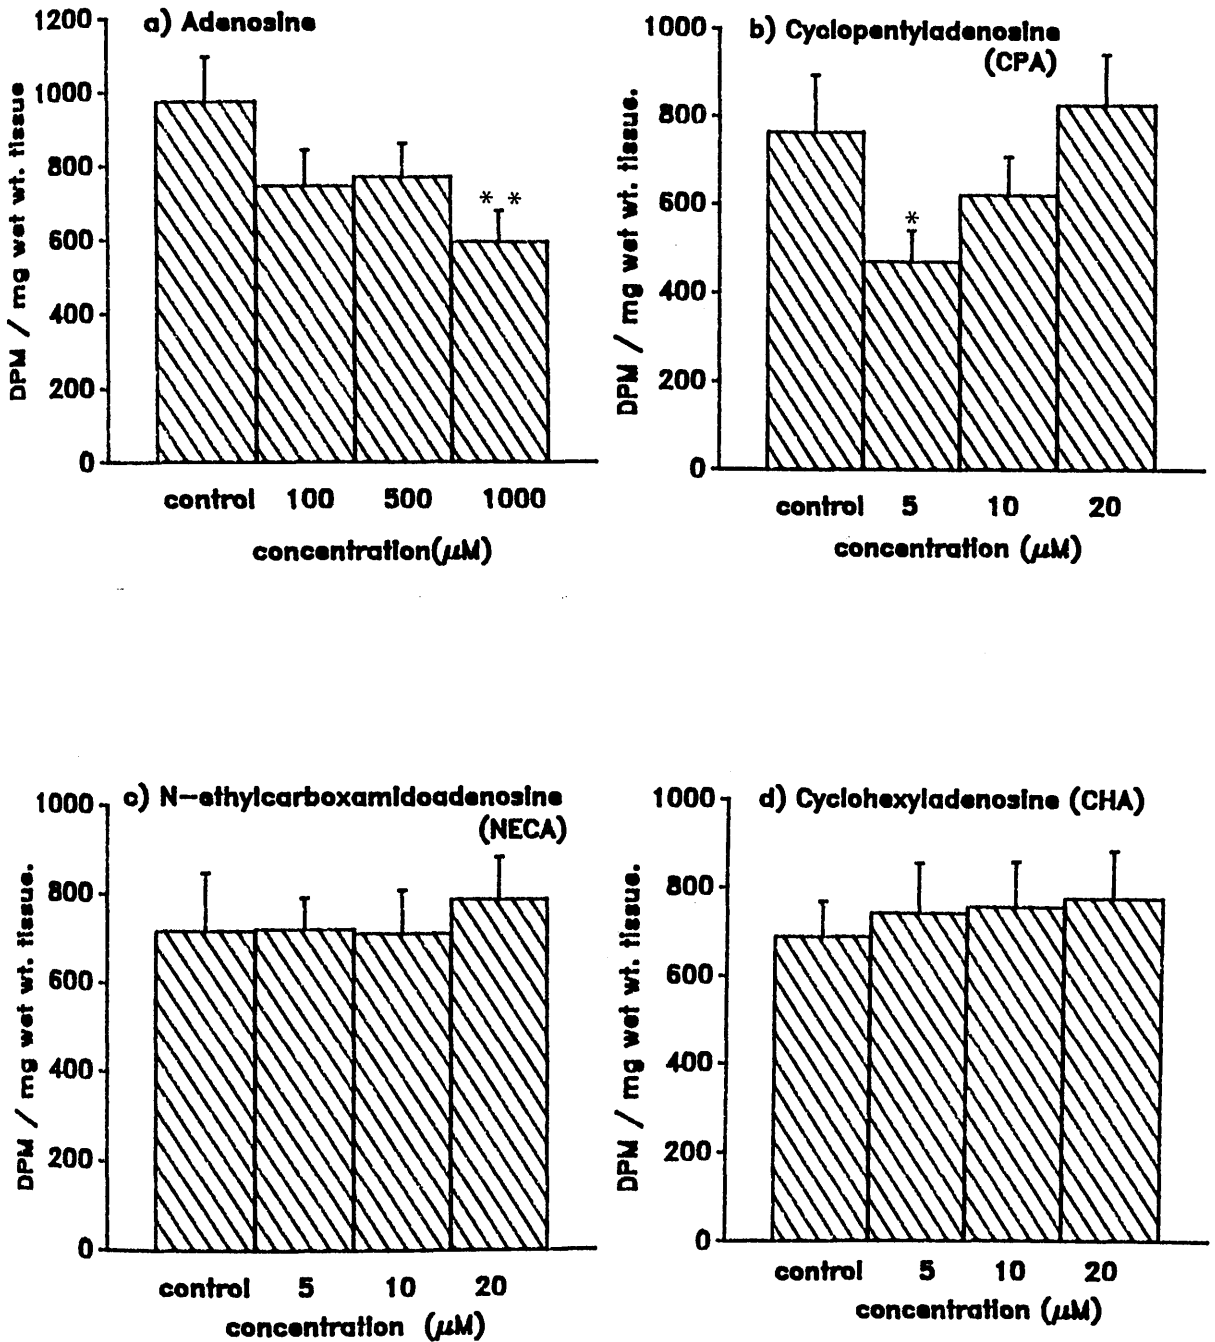 a) Adenosine
1200
1000
800
600
400
200
0
DPM / mg wet wt. tissue
* *
control 100 500 1000
concentration(μM)
b) Cyclopentyladenosine
(CPA)
1000
800
600
400
200
0
DPM / mg wet wt. tissue.
*
control 5 10 20
concentration (μM)
c) N-ethylcarboxamidoadenosine
(NECA)
1000
800
600
400
200
0
DPM / mg wet wt. tissue.
control 5 10 20
concentration (μM)
d) Cyclohexyladenosine (CHA)
1000
800
600
400
200
0
DPM / mg wet wt. tissue.
control 5 10 20
concentration (μM)